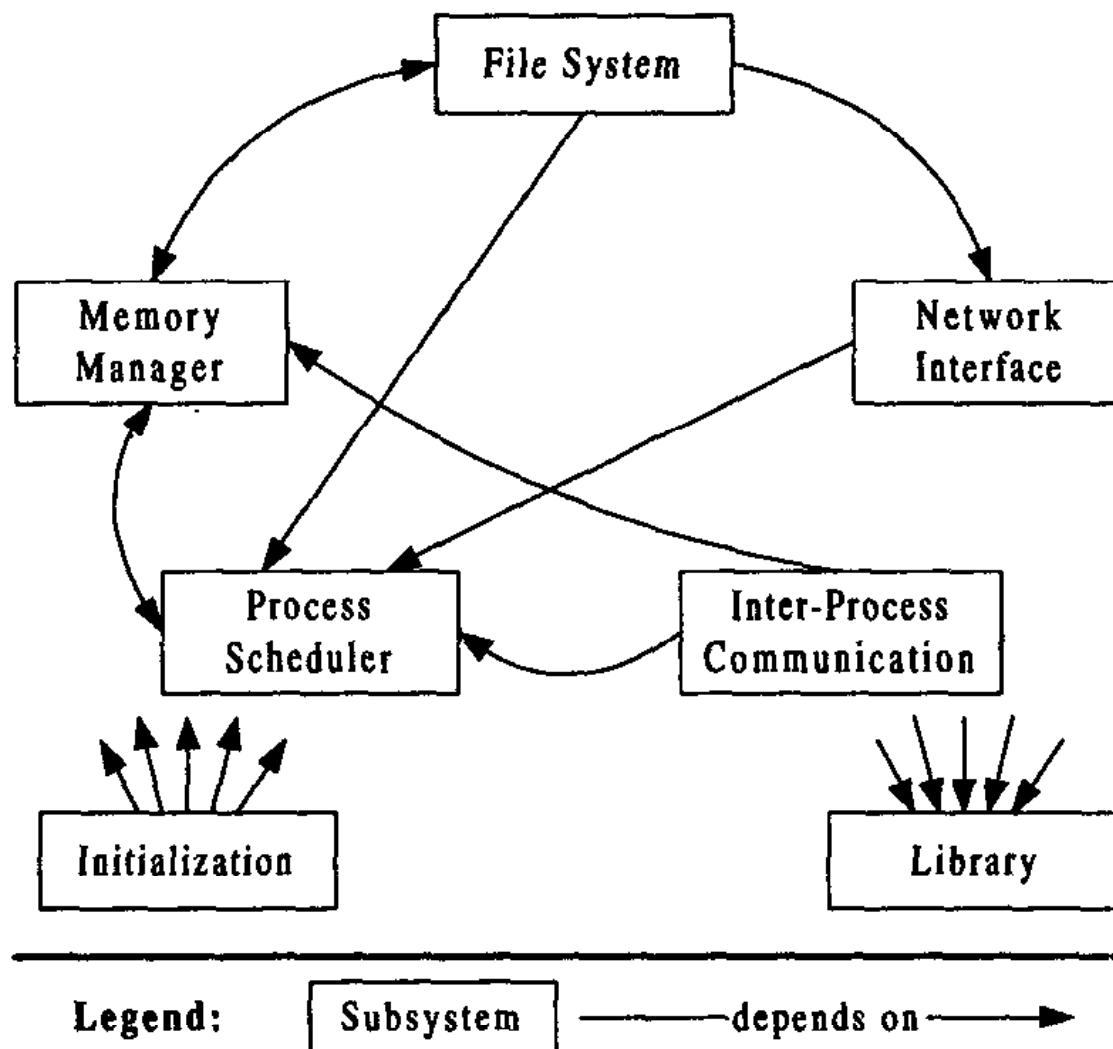 File System
Memory
Manager
Network
Interface
Process
Scheduler
Inter-Process
Communication
Initialization
Library
Legend:
Subsystem
depends on